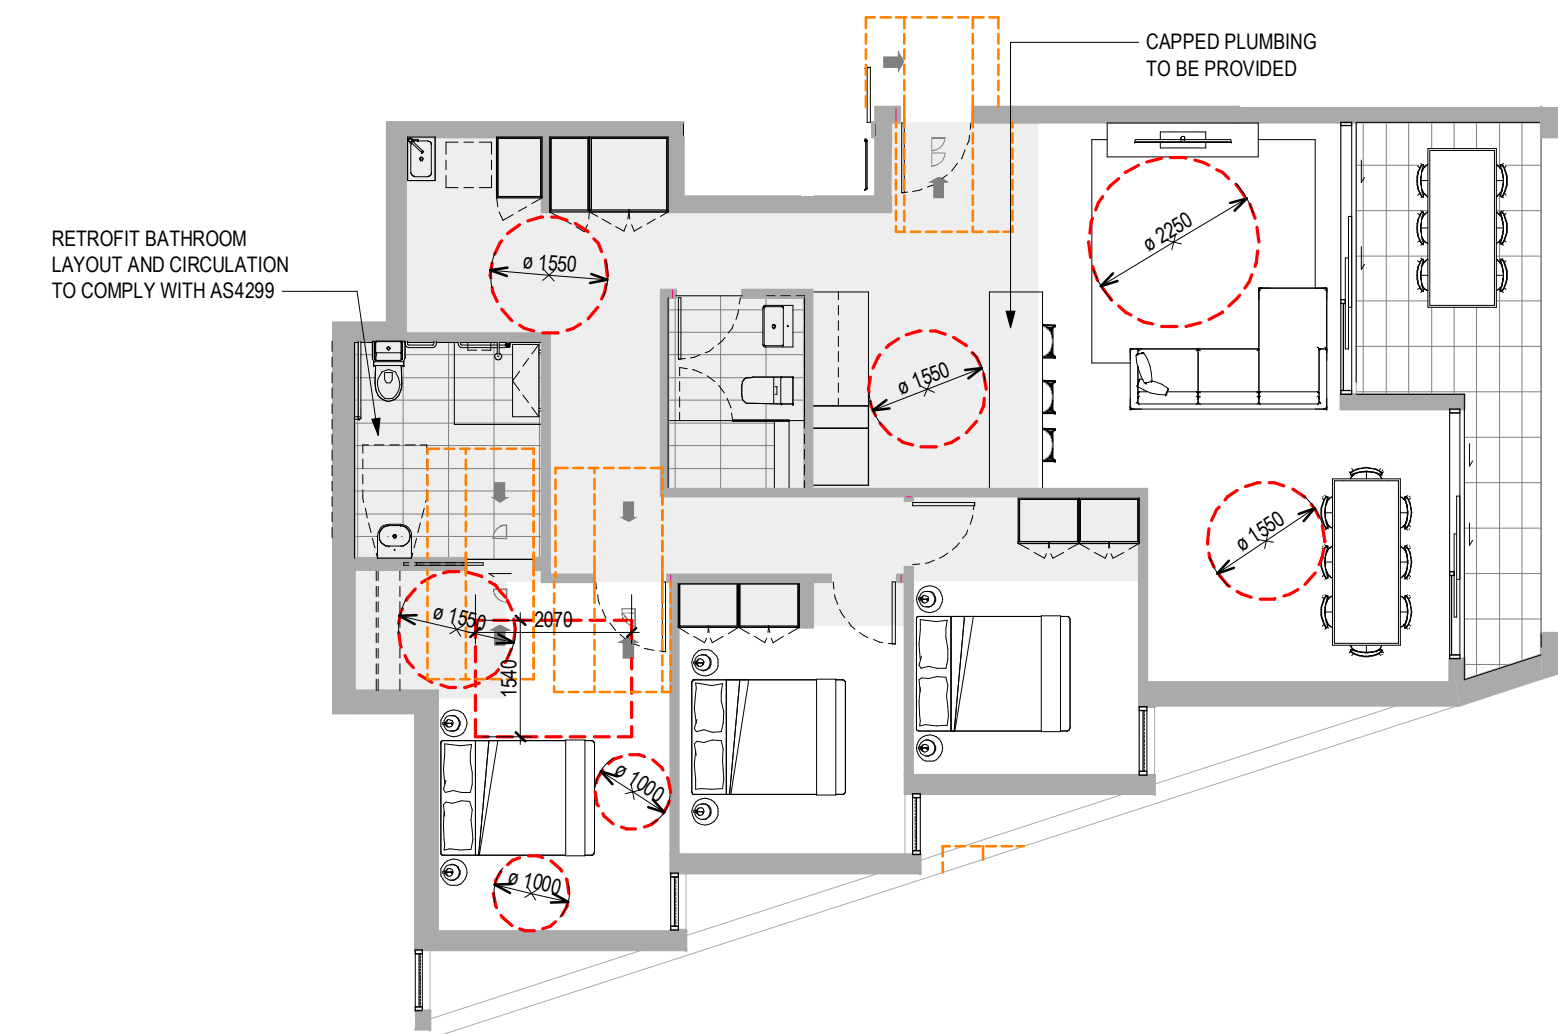 CAPPED PLUMBING
TO BE PROVIDED
RETROFIT BATHROOM
LAYOUT AND CIRCULATION
TO COMPLY WITH AS4299
ø 2250
ø 1550
ø 1550
ø 1550
ø 1550
2070
1540
ø 1000
ø 1000